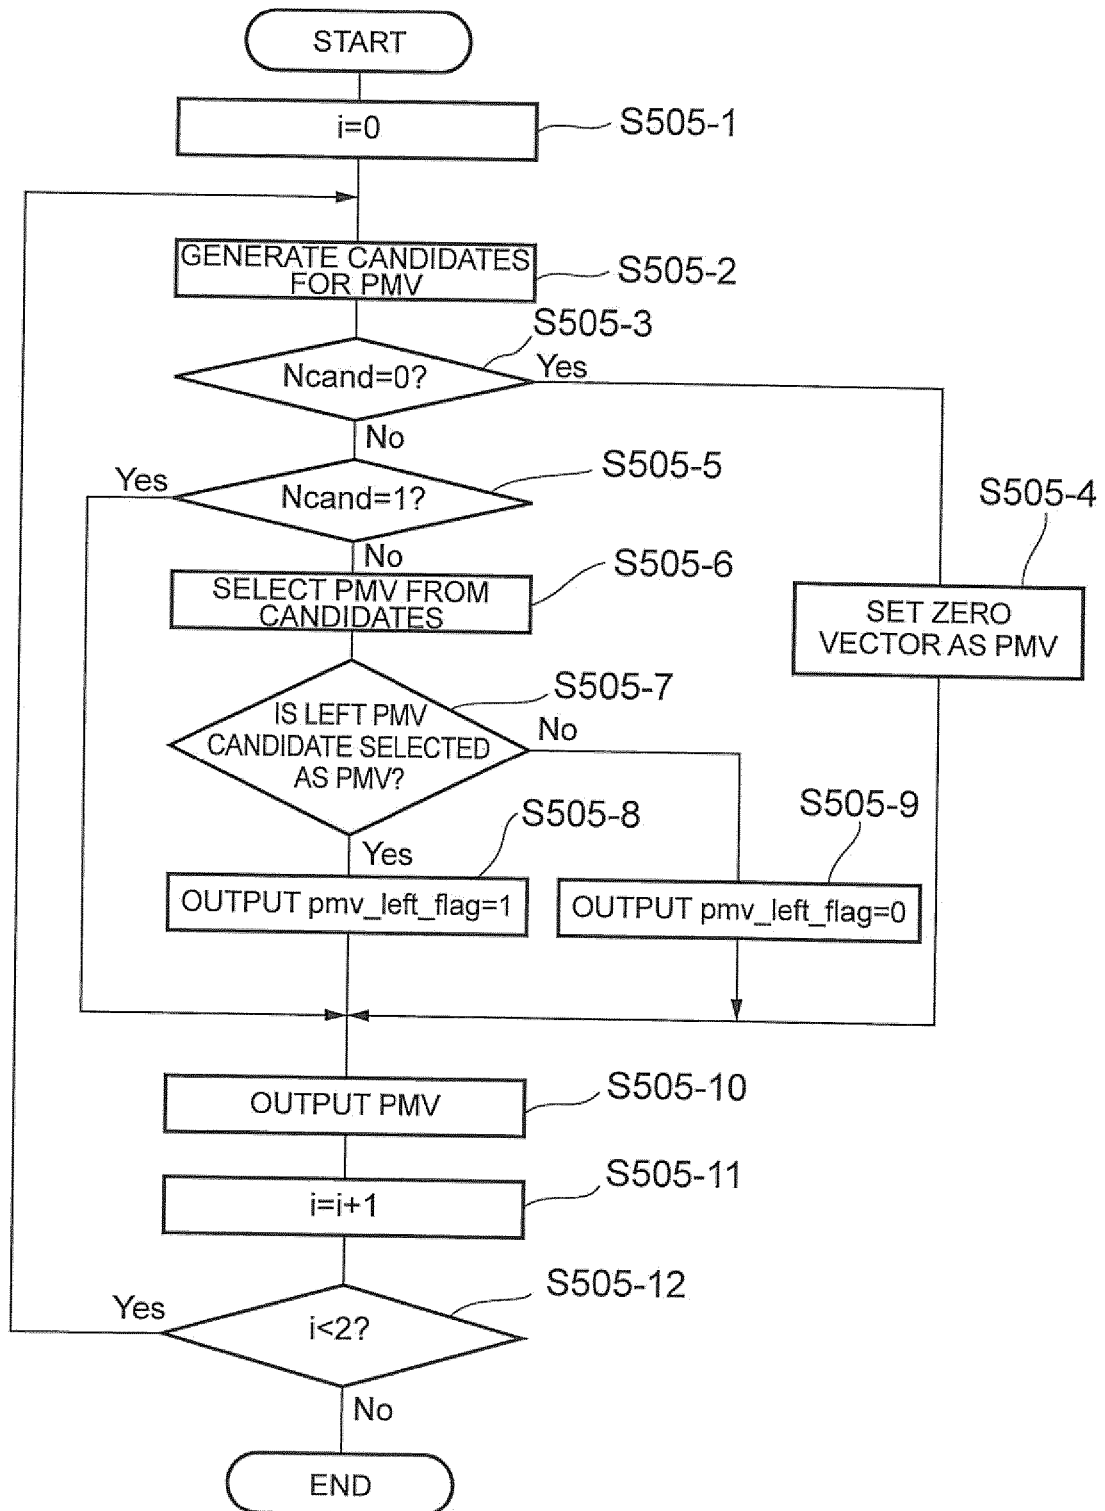 START
i=0
S505-1
GENERATE CANDIDATES
FOR PMV
S505-2
S505-3
Ncand=0?
Yes
No
S505-5
Yes
Ncand=1?
S505-4
No
S505-6
SELECT PMV FROM
CANDIDATES
SET ZERO
VECTOR AS PMV
S505-7
IS LEFT PMV
CANDIDATE SELECTED
AS PMV?
No
S505-8
S505-9
Yes
OUTPUT pmv_left_flag=1
OUTPUT pmv_left_flag=0
OUTPUT PMV
S505-10
i=i+1
S505-11
S505-12
Yes
i<2?
No
END